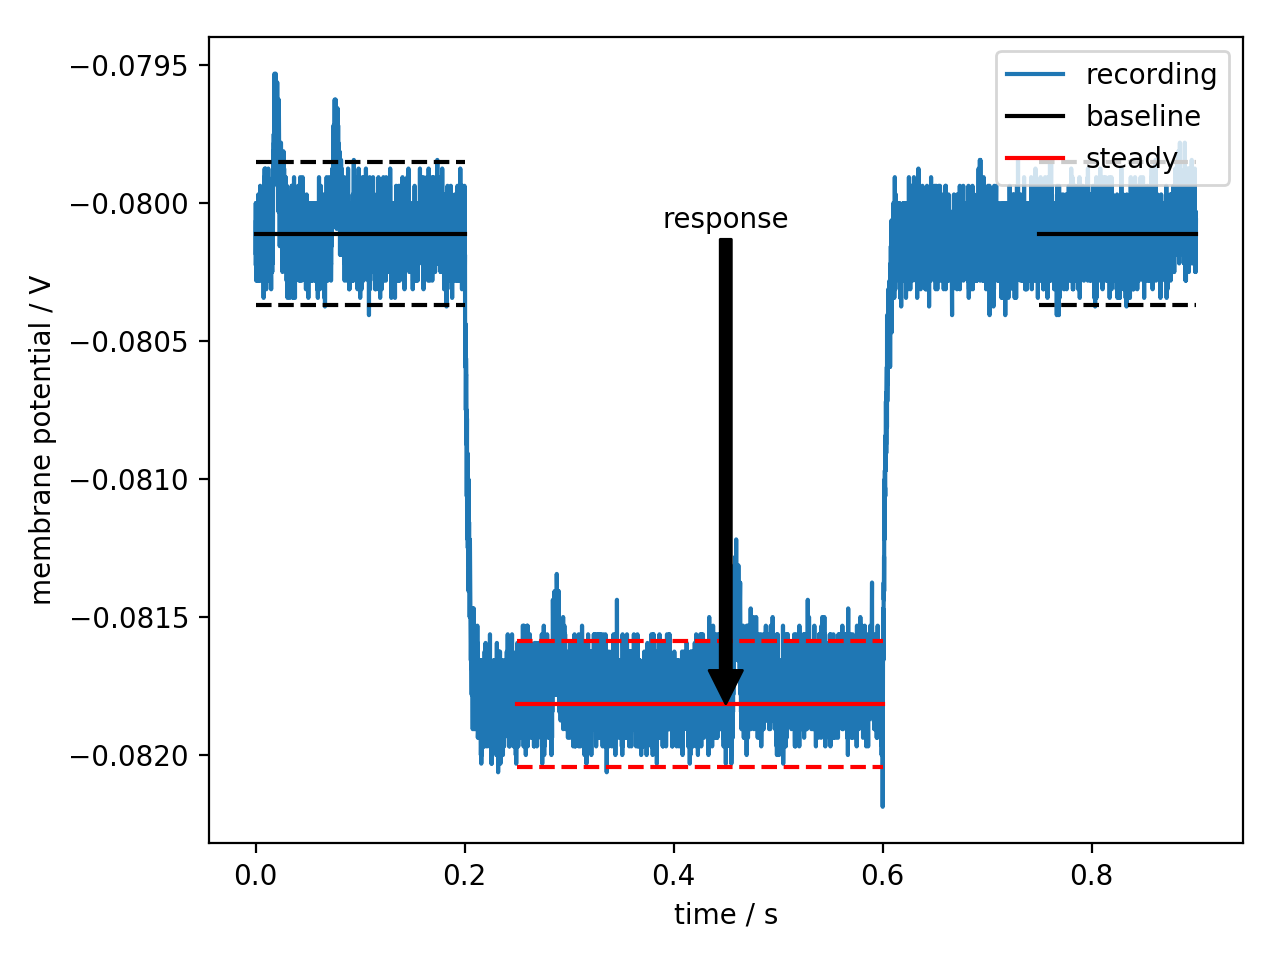 −0.0795
−0.0800
−0.0805
−0.0810
−0.0815
−0.0820
membrane potential / V
recording
baseline
steady
response
0.0 0.2 0.4 0.6 0.8
time / s